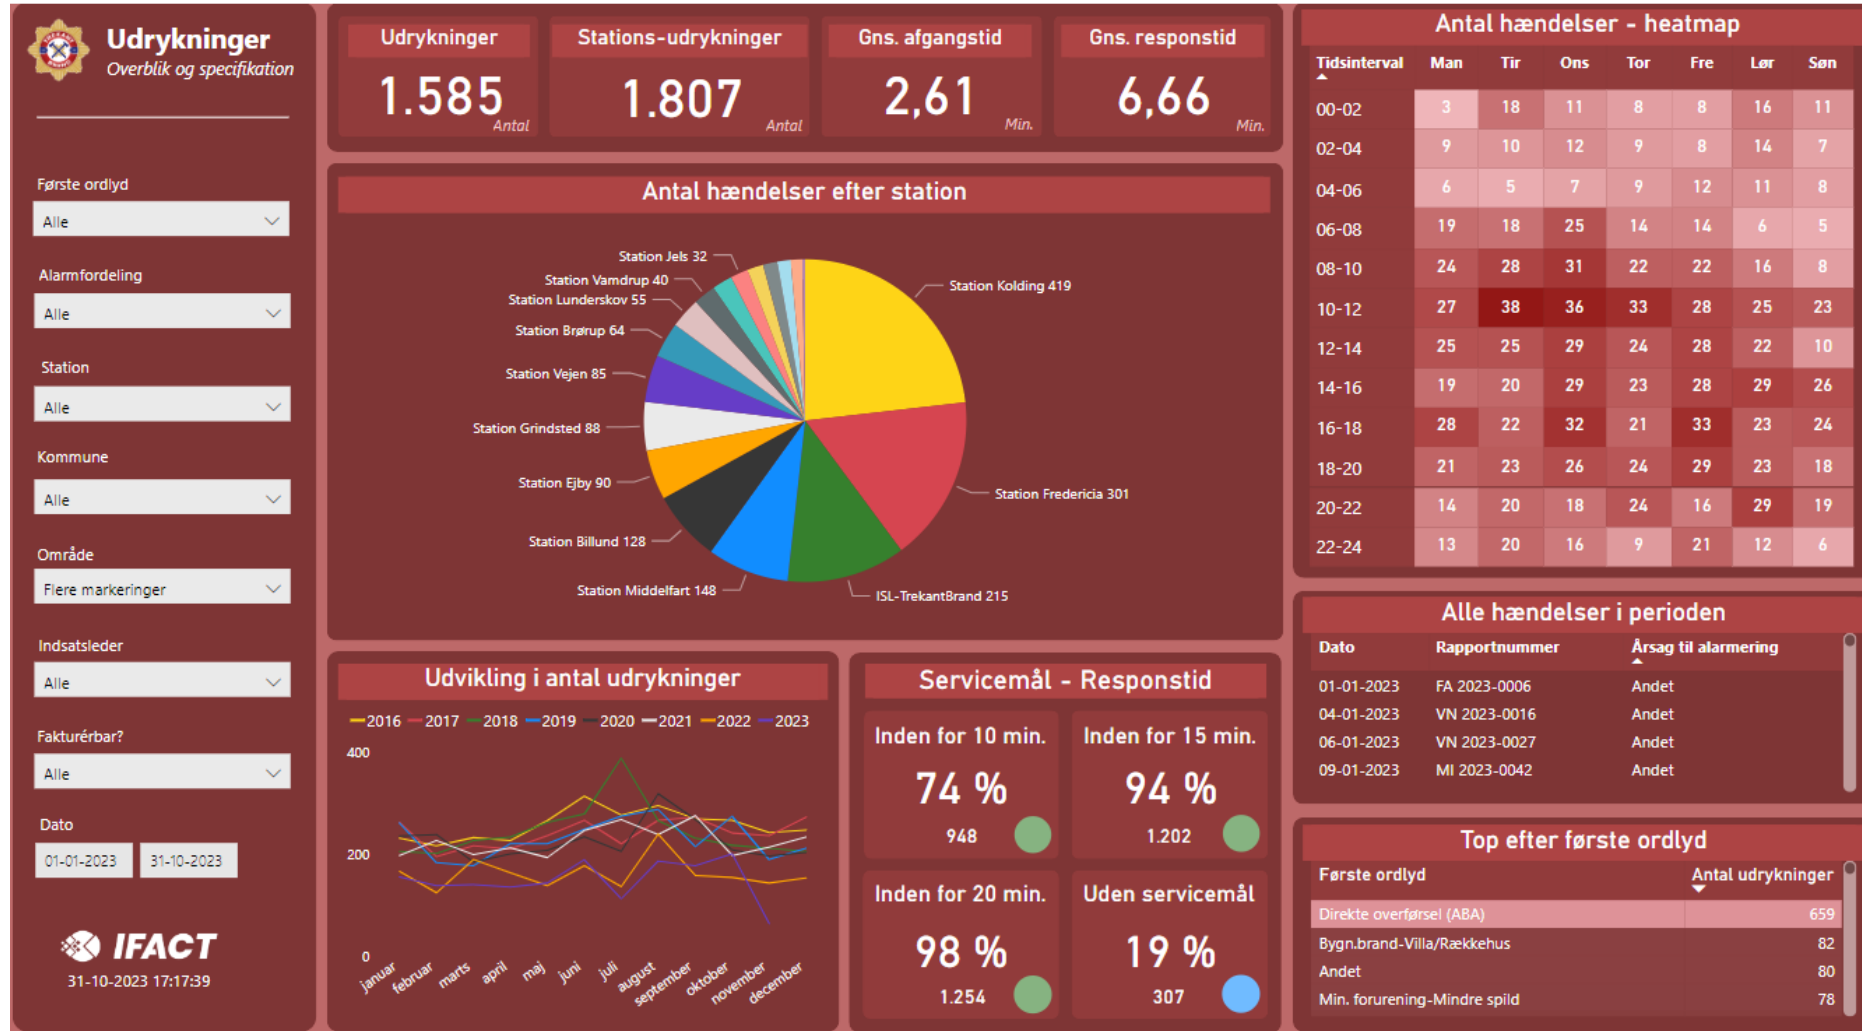 Udrykninger
Overblik og specifikation
Første ordlyd
Alle
Alarmfordeling
Alle
Station
Alle
Kommune
Alle
Område
Flere markeringer
Indsatsleder
Alle
Fakturérbar?
Alle
Dato
01-01-2023 31-10-2023
IFACT
31-10-2023 17:17:39
Udrykninger
1.585
Antal
Stations-udrykninger
1.807
Antal
Gns. afgangstid
2,61
Min.
Gns. responstid
6,66
Min.
Antal hændelser efter station
Station Kolding 419
Station Fredericia 301
ISL-TrekantBrand 215
Station Middelfart 148
Station Billund 128
Station Ejby 90
Station Grindsted 88
Station Vejen 85
Station Brørup 64
Station Lunderskov 55
Station Vamdrup 40
Station Jels 32
Udvikling i antal udrykninger
2016 2017 2018 2019 2020 2021 2022 2023
400
200
0
januar februar marts april maj juni juli august september oktober november december
Servicemål - Responstid
Inden for 10 min.
74 %
948
Inden for 15 min.
94 %
1.202
Inden for 20 min.
98 %
1.254
Uden servicemål
19 %
307
Antal hændelser - heatmap
Tidsinterval Man Tir Ons Tor Fre Lør Søn
00-02 3 18 11 8 8 16 11
02-04 9 10 12 9 8 14 7
04-06 6 5 7 9 12 11 8
06-08 19 18 25 14 14 6 5
08-10 24 28 31 22 22 16 8
10-12 27 38 36 33 28 25 23
12-14 25 25 29 24 28 22 10
14-16 19 20 29 23 28 29 26
16-18 28 22 32 21 33 23 24
18-20 21 23 26 24 29 23 18
20-22 14 20 18 24 16 29 19
22-24 13 20 16 9 21 12 6
Alle hændelser i perioden
Dato Rapportnummer Årsag til alarmering
01-01-2023 FA 2023-0006 Andet
04-01-2023 VN 2023-0016 Andet
06-01-2023 VN 2023-0027 Andet
09-01-2023 MI 2023-0042 Andet
Top efter første ordlyd
Første ordlyd Antal udrykninger
Direkte overførsel (ABA) 659
Bygn.brand-Villa/Rækkehus 82
Andet 80
Min. forurening-Mindre spild 78